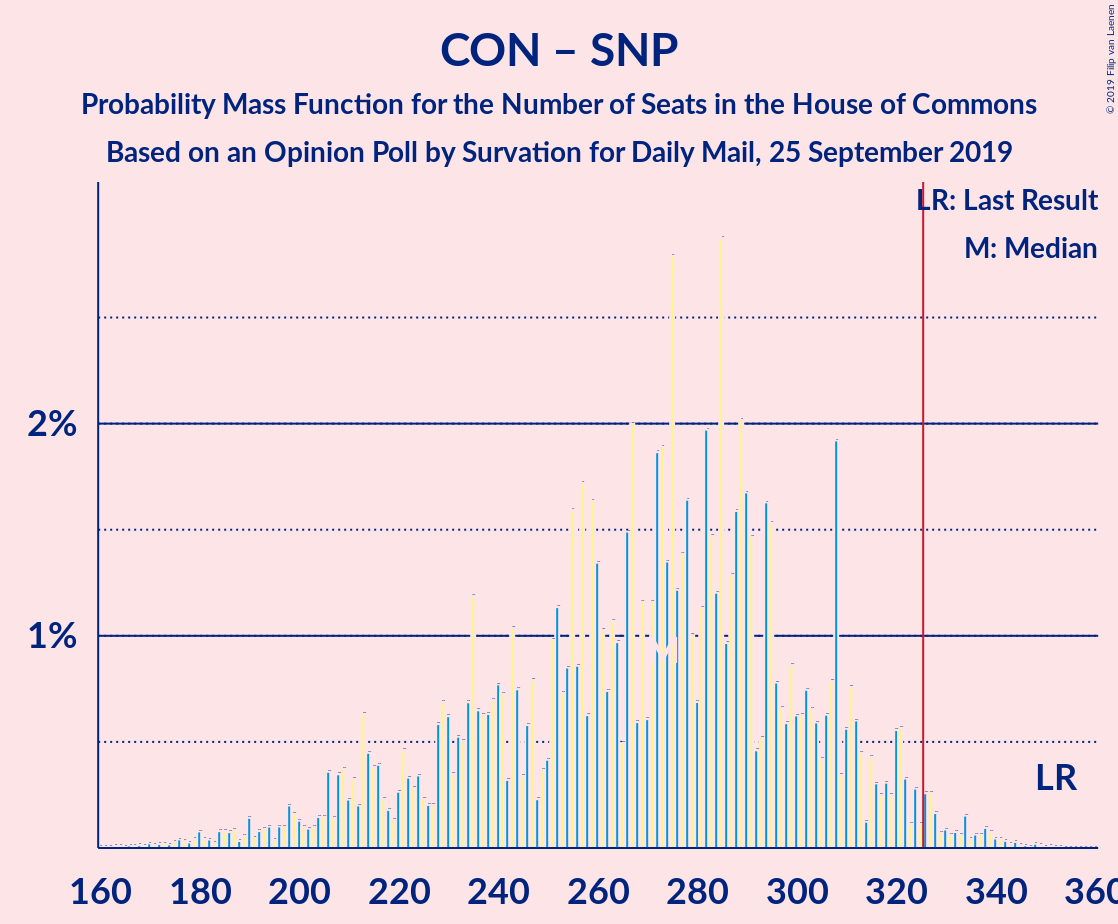 CON – SNP
Probability Mass Function for the Number of Seats in the House of Commons
Based on an Opinion Poll by Survation for Daily Mail, 25 September 2019
© 2019 Filip van Laenen
LR: Last Result
M: Median
2%
1%
M
LR
160 180 200 220 240 260 280 300 320 340 360